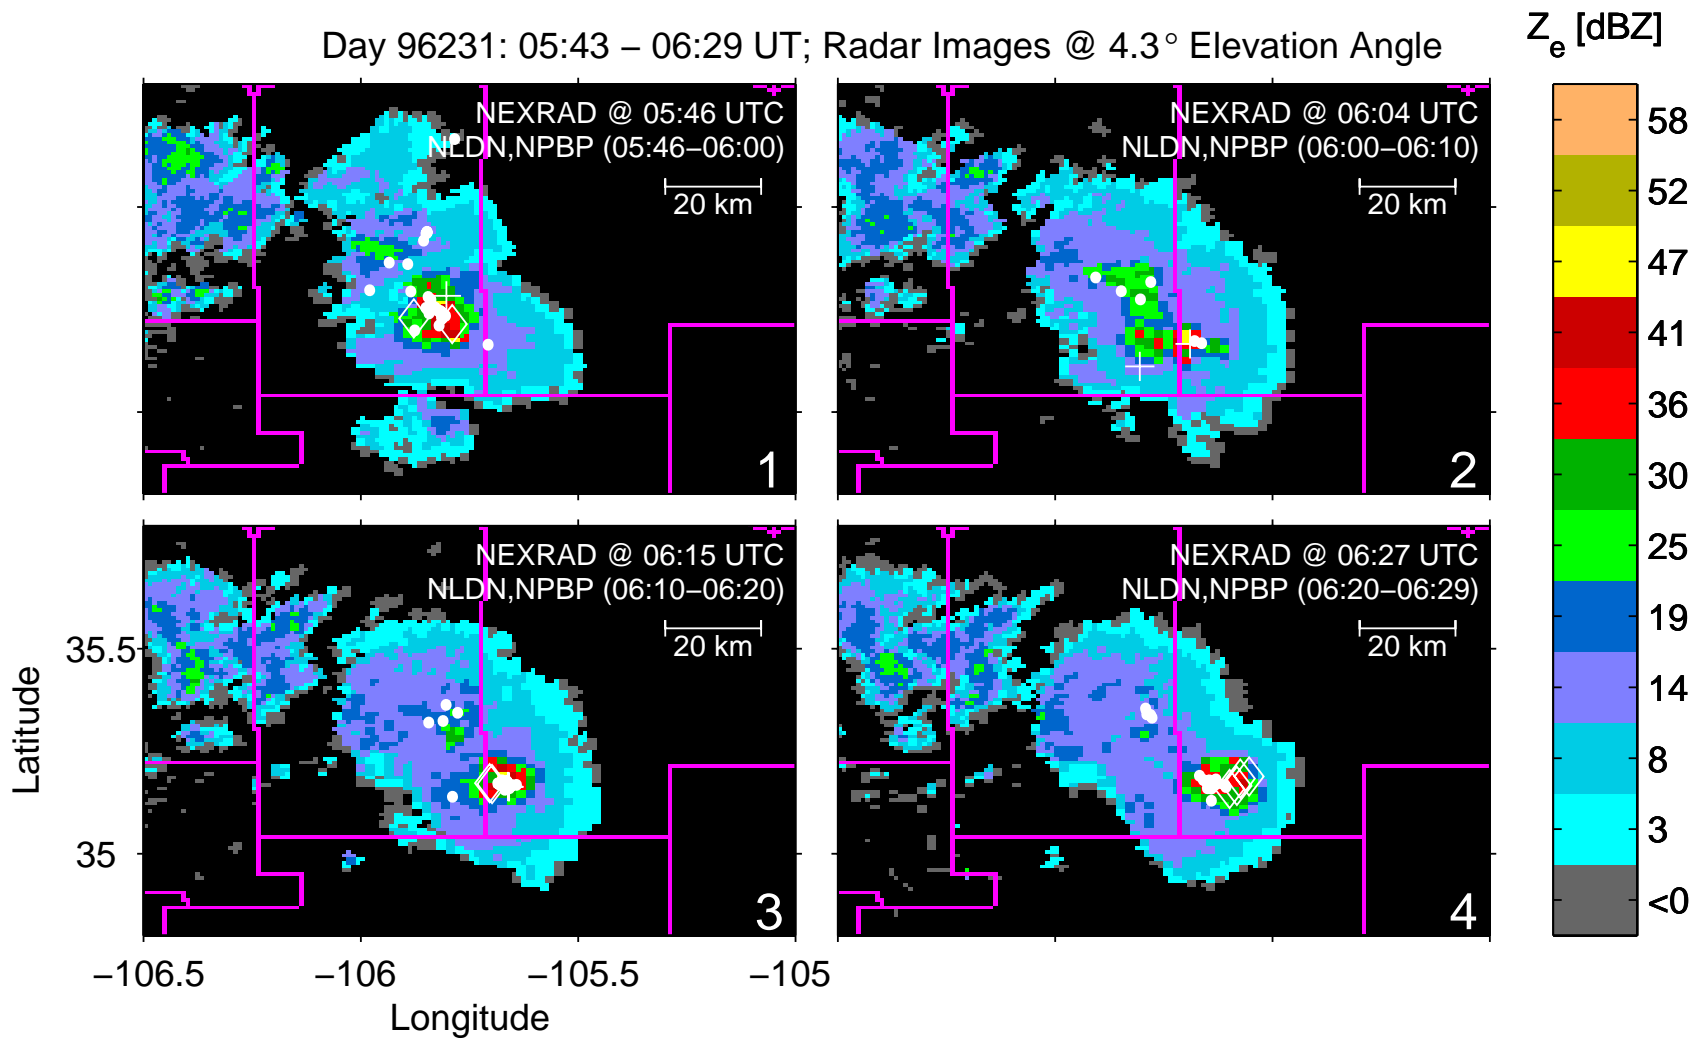 Day 96231: 05:43 – 06:29 UT; Radar Images @ 4.3° Elevation Angle
Ze [dBZ]
NEXRAD @ 05:46 UTC
NLDN,NPBP (05:46–06:00)
20 km
1
NEXRAD @ 06:04 UTC
NLDN,NPBP (06:00–06:10)
20 km
2
NEXRAD @ 06:15 UTC
NLDN,NPBP (06:10–06:20)
20 km
3
NEXRAD @ 06:27 UTC
NLDN,NPBP (06:20–06:29)
20 km
4
58
52
47
41
36
30
25
19
14
8
3
<0
Latitude
35.5
35
−106.5
−106
−105.5
−105
Longitude